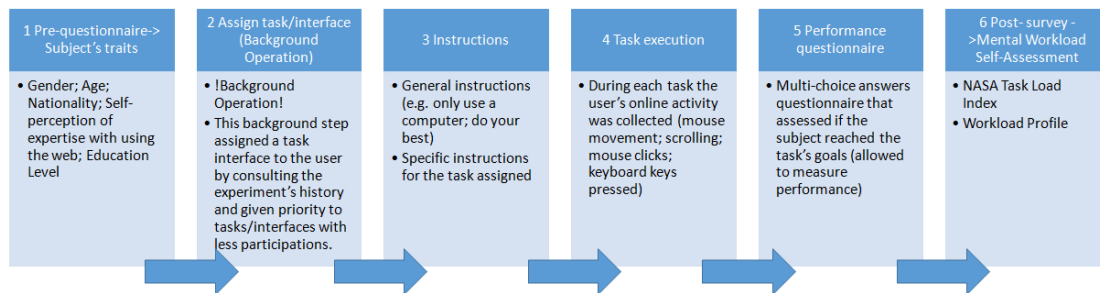 1 Pre-questionnaire->
Subject's traits
• Gender; Age;
Nationality; Self-
perception of
expertise with using
the web; Education
Level
2 Assign task/interface
(Background
Operation)
• !Background
Operation!
• This background step
assigned a task
interface to the user
by consulting the
experiment's history
and given priority to
tasks/interfaces with
less participations.
3 Instructions
• General instructions
(e.g. only use a
computer; do your
best)
• Specific instructions
for the task assigned
4 Task execution
• During each task the
user's online activity
was collected (mouse
movement; scrolling;
mouse clicks;
keyboard keys
pressed)
5 Performance
questionnaire
• Multi-choice answers
questionnaire that
assessed if the
subject reached the
task's goals (allowed
to measure
performance)
6 Post- survey -
>Mental Workload
Self-Assessment
• NASA Task Load
Index
• Workload Profile